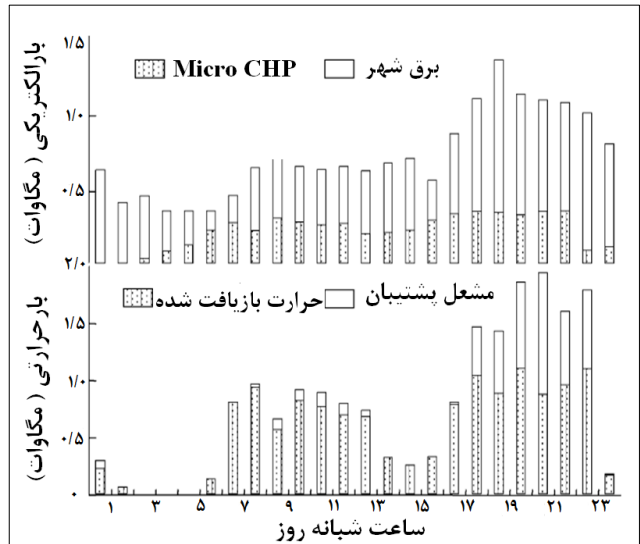 بارالکتریکی ( مگاوات)
۱/۵
۱/۰
۰/۵
Micro CHP برق شهر
بارحرارتی ( مگاوات)
۲/۰
۱/۵
۱/۰
۰/۵
۰
حرارت بازیافت شده مشعل پشتیبان
۱ ۳ ۵ ۷ ۹ ۱۱ ۱۳ ۱۵ ۱۷ ۱۹ ۲۱ ۲۳
ساعت شبانه روز